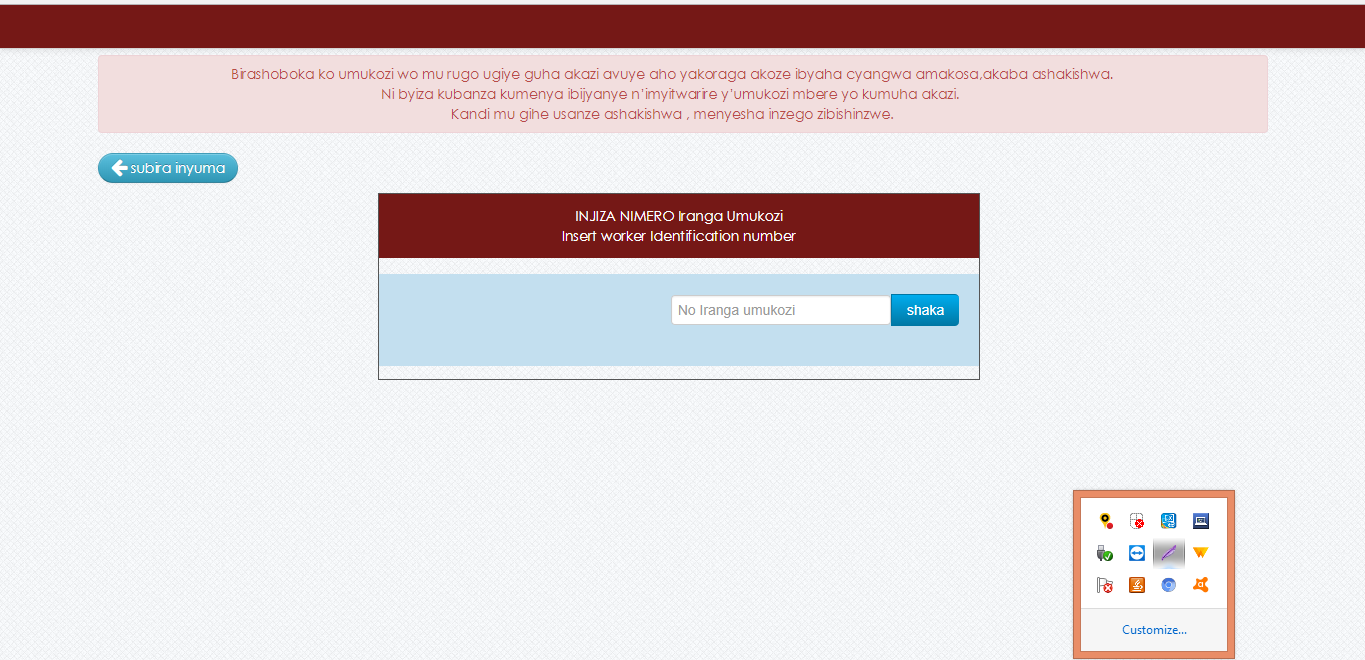 Birashoboka ko umukozi wo mu rugo ugiye guha akazi avuye aho yakoraga akoze ibyaha cyangwa amakosa,akaba ashakishwa.
Ni byiza kubanza kumenya ibijyanye n'imyitwarire y'umukozi mbere yo kumuha akazi.
Kandi mu gihe usanze ashakishwa , menyesha inzego zibishinzwe.
subira inyuma
INJIZA NIMERO Iranga Umukozi
Insert worker Identification number
No Iranga umukozi
shaka
Customize...